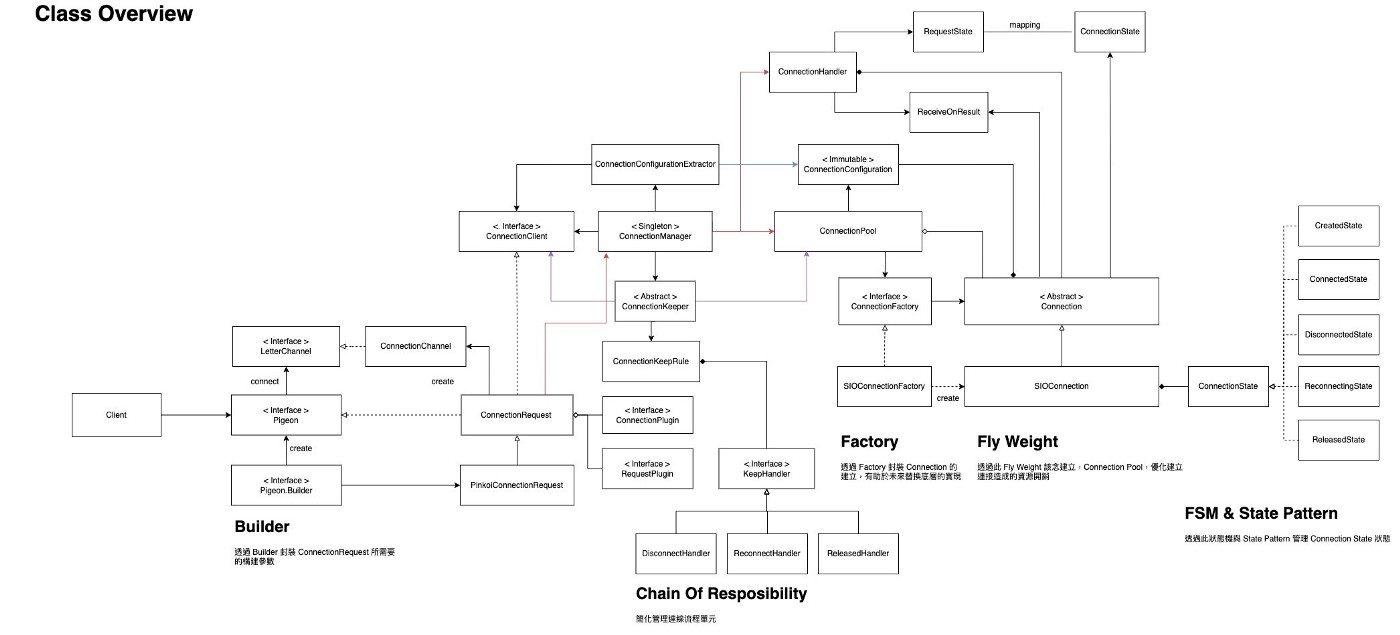 Class Overview
RequestState
mapping
ConnectionState
ConnectionHandler
ReceiveOnResult
ConnectionConfigurationExtractor
< Immutable >
ConnectionConfiguration
<. Interface >
ConnectionClient
< Singleton >
ConnectionManager
ConnectionPool
CreatedState
< Abstract >
ConnectionKeeper
< Interface >
ConnectionFactory
< Abstract >
Connection
ConnectedState
DisconnectedState
< Interface >
LetterChannel
ConnectionChannel
ConnectionKeepRule
connect
create
SIOConnectionFactory
create
SIOConnection
ConnectionState
ReconnectingState
Client
< Interface >
Pigeon
ConnectionRequest
< Interface >
ConnectionPlugin
create
< Interface >
RequestPlugin
<.Interface >
KeepHandler
ReleasedState
< Interface >
Pigeon.Builder
PinkoiConnectionRequest
Factory
透過 Factory 封裝 Connection 的
建立，有助於未來替換底層的實現
Fly Weight
透過此 Fly Weight 該念建立，Connection Pool，優化建立
連接造成的資源開銷
Builder
透過 Builder 封裝 ConnectionRequest 所需要
的構建參數
DisconnectHandler
ReconnectHandler
ReleasedHandler
Chain Of Resposibility
簡化管理連線流程單元
FSM & State Pattern
透過此狀態機與 State Pattern 管理 Connection State 狀態